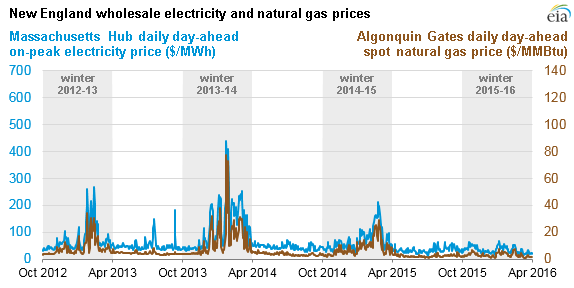 New England wholesale electricity and natural gas prices
eia
Massachusetts Hub daily day-ahead
on-peak electricity price ($/MWh)
Algonquin Gates daily day-ahead
spot natural gas price ($/MMBtu)
700
600
500
400
300
200
100
0
winter
2012-13
winter
2013-14
winter
2014-15
winter
2015-16
140
120
100
80
60
40
20
0
Oct 2012
Apr 2013
Oct 2013
Apr 2014
Oct 2014
Apr 2015
Oct 2015
Apr 2016